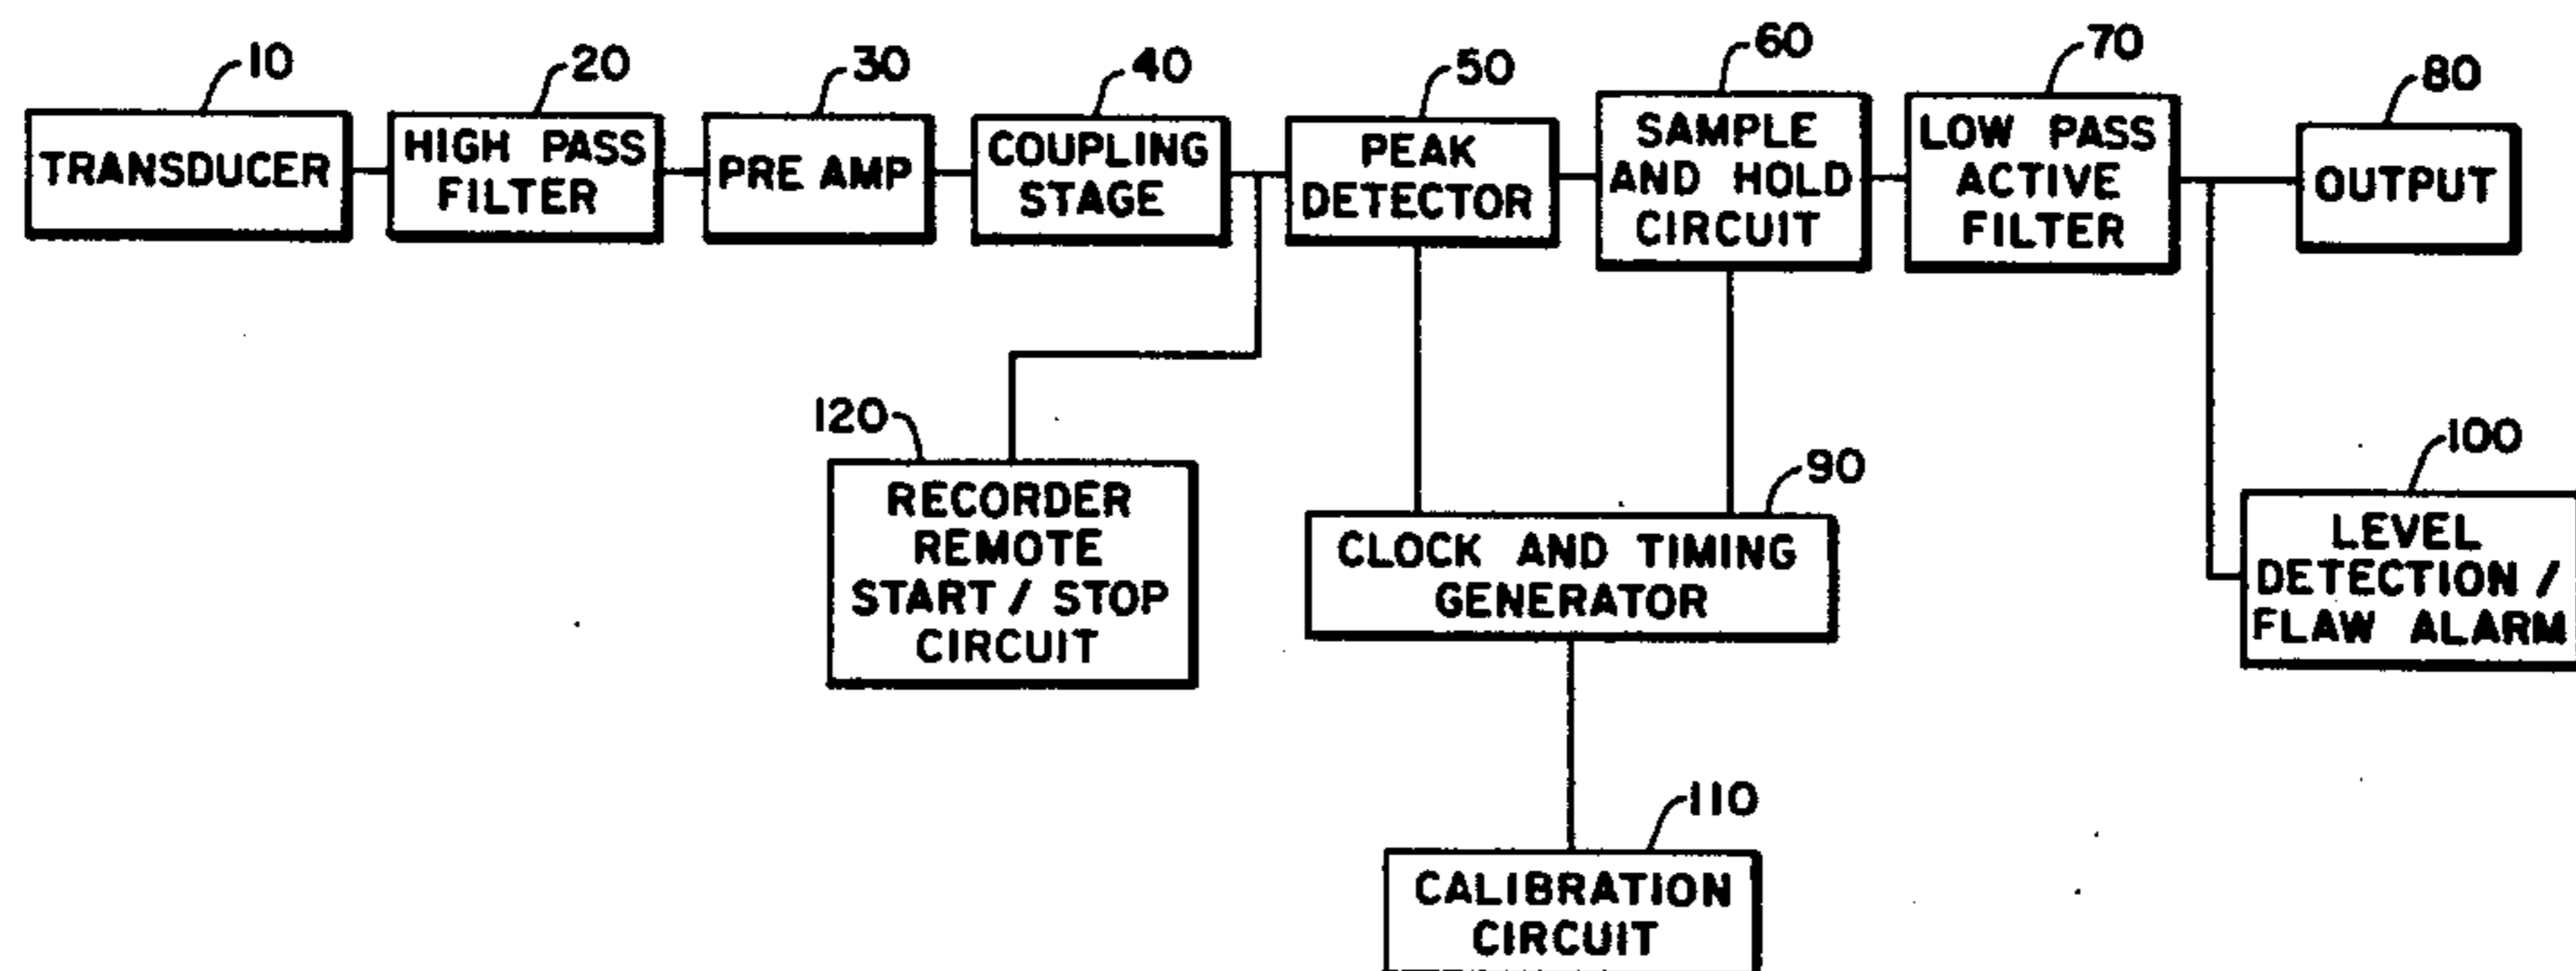 10
20
30
40
50
60
70
80
TRANSDUCER
HIGH PASS
FILTER
PRE AMP
COUPLING
STAGE
PEAK
DETECTOR
SAMPLE
AND HOLD
CIRCUIT
LOW PASS
ACTIVE
FILTER
OUTPUT
120
RECORDER
REMOTE
START / STOP
CIRCUIT
90
CLOCK AND TIMING
GENERATOR
100
LEVEL
DETECTION /
FLAW ALARM
110
CALIBRATION
CIRCUIT